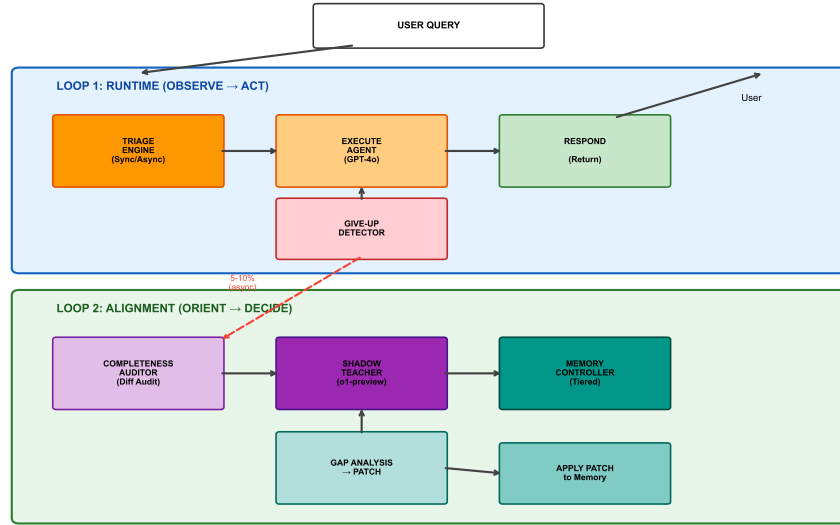 USER QUERY
LOOP 1: RUNTIME (OBSERVE → ACT)
User
TRIAGE
ENGINE
(Sync/Async)
EXECUTE
AGENT
(GPT-4o)
RESPOND
(Return)
GIVE-UP
DETECTOR
5-10%
(async)
LOOP 2: ALIGNMENT (ORIENT → DECIDE)
COMPLETENESS
AUDITOR
(Diff Audit)
SHADOW
TEACHER
(o1-preview)
MEMORY
CONTROLLER
(Tiered)
GAP ANALYSIS
→ PATCH
APPLY PATCH
to Memory